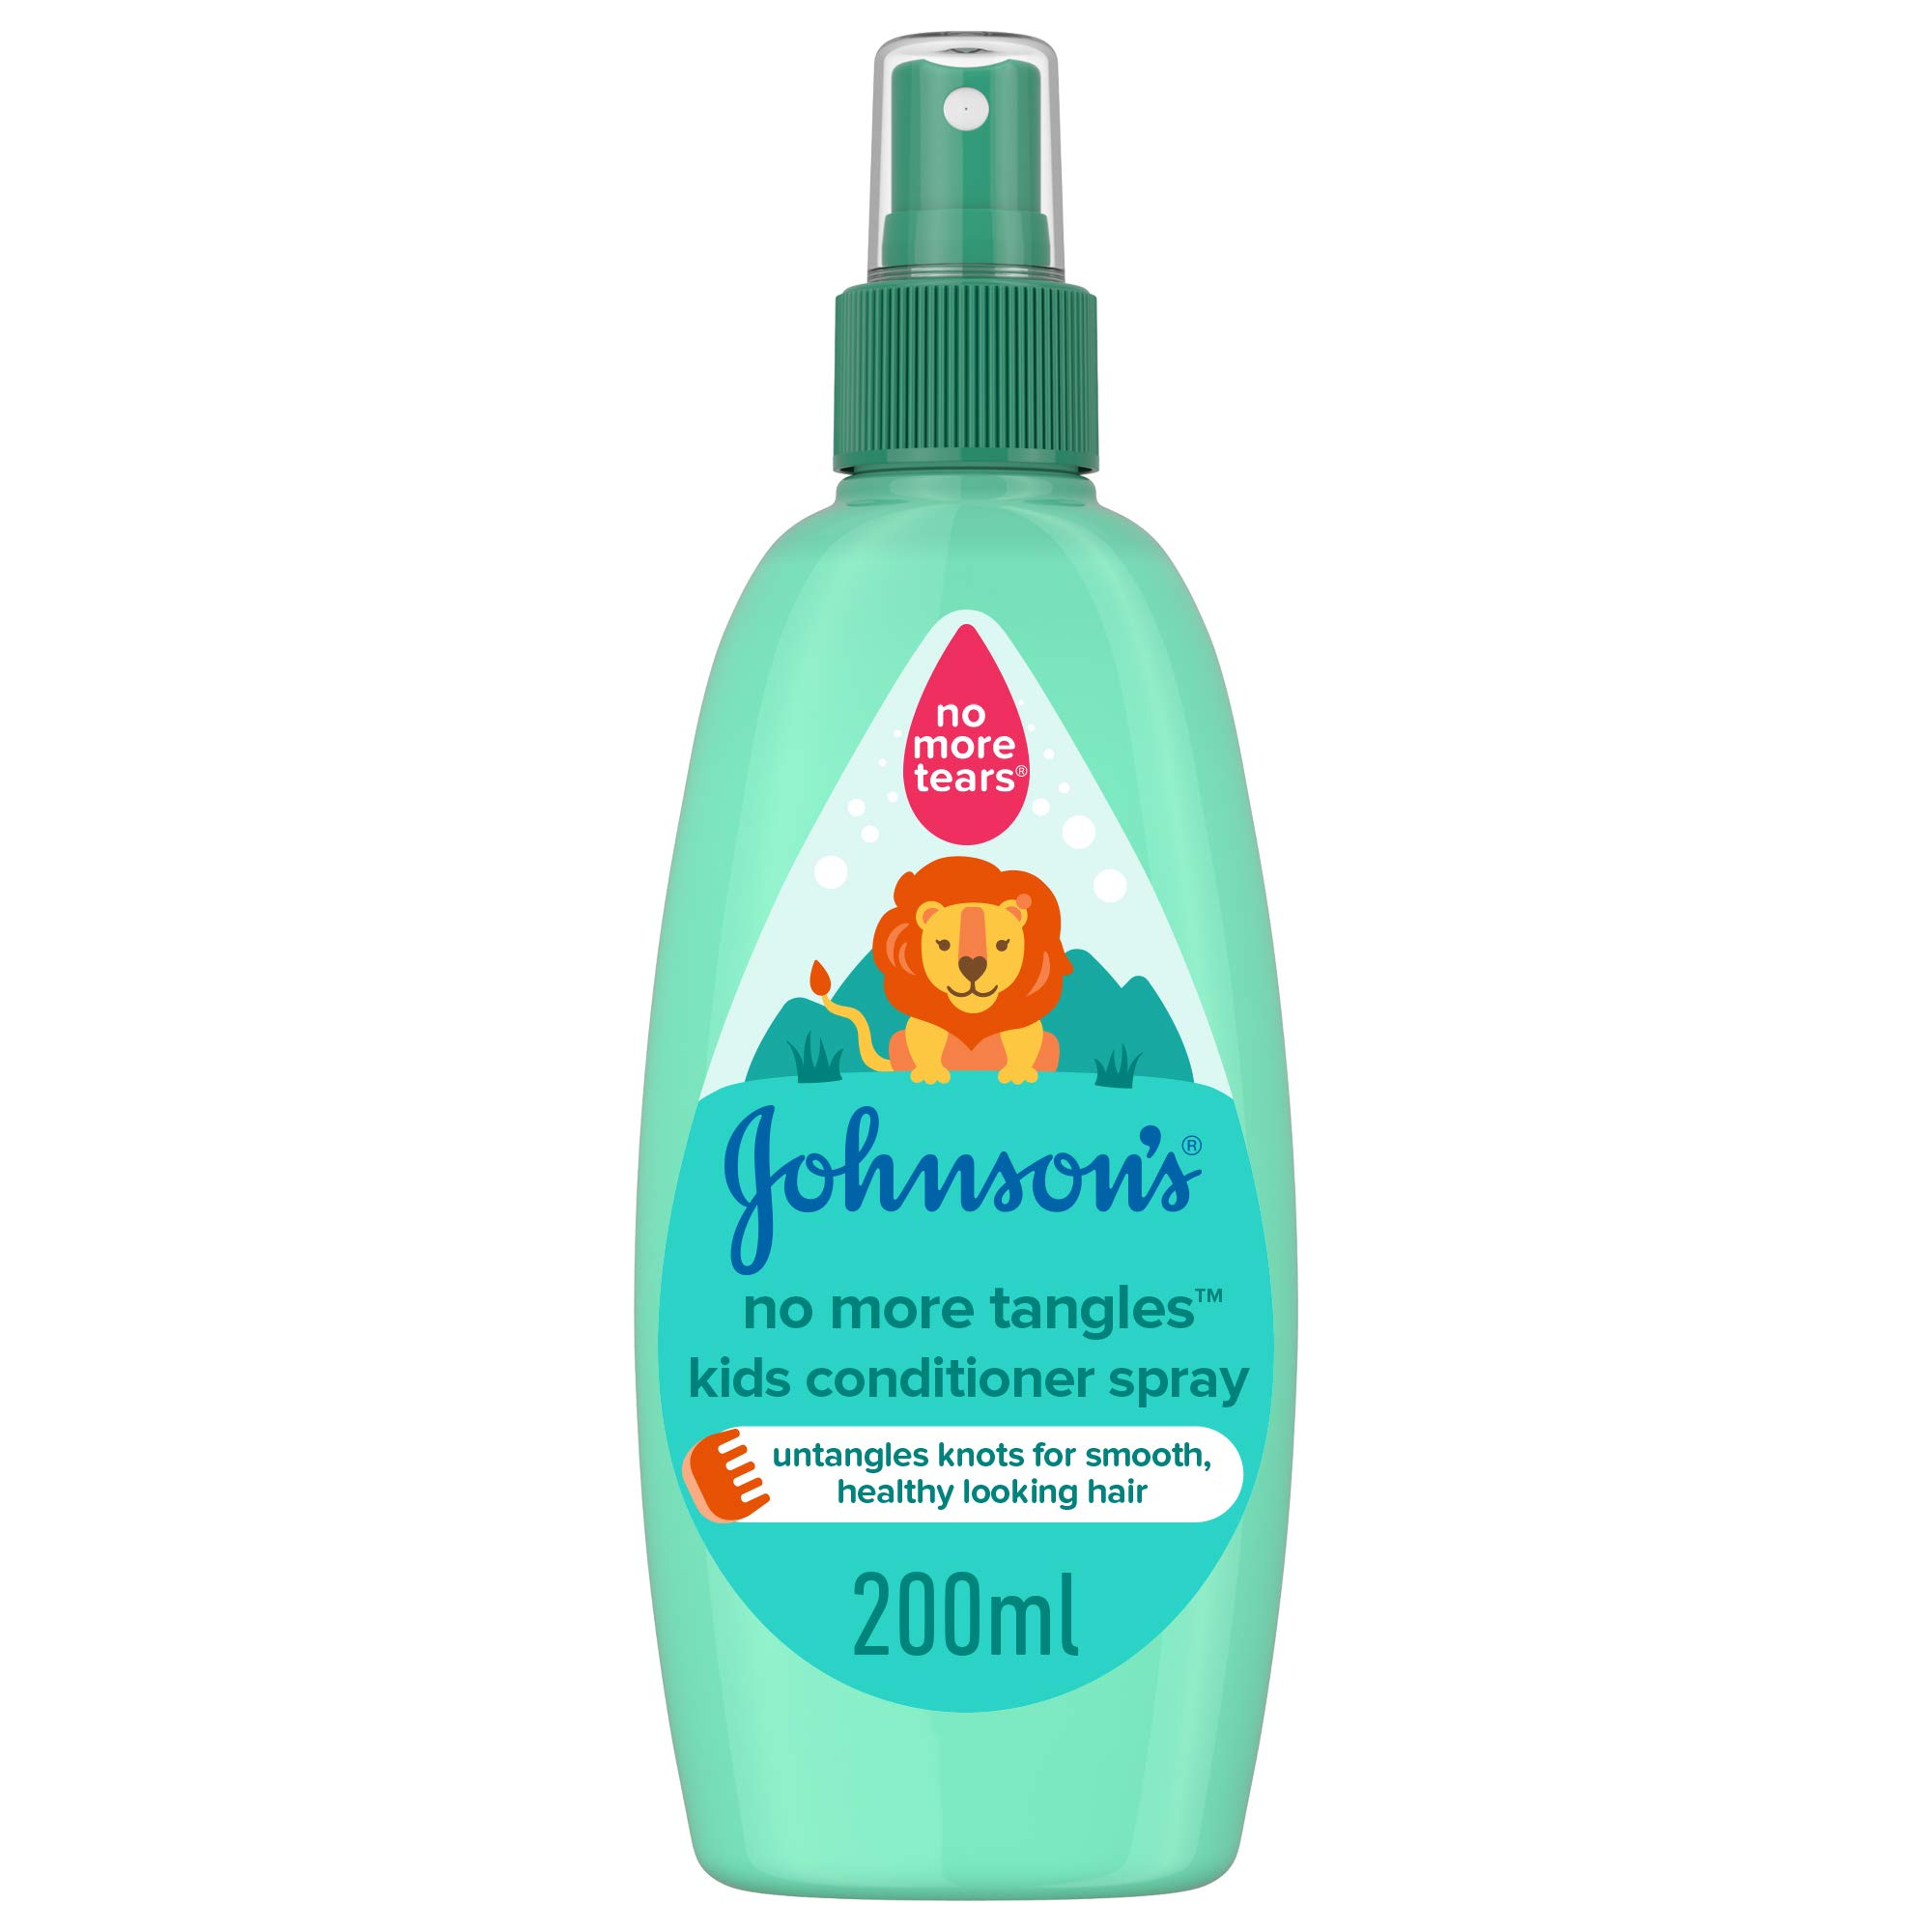 no
more
tears®
Johnson's®
no more tangles™
kids conditioner spray
untangles knots for smooth,
healthy looking hair
200ml